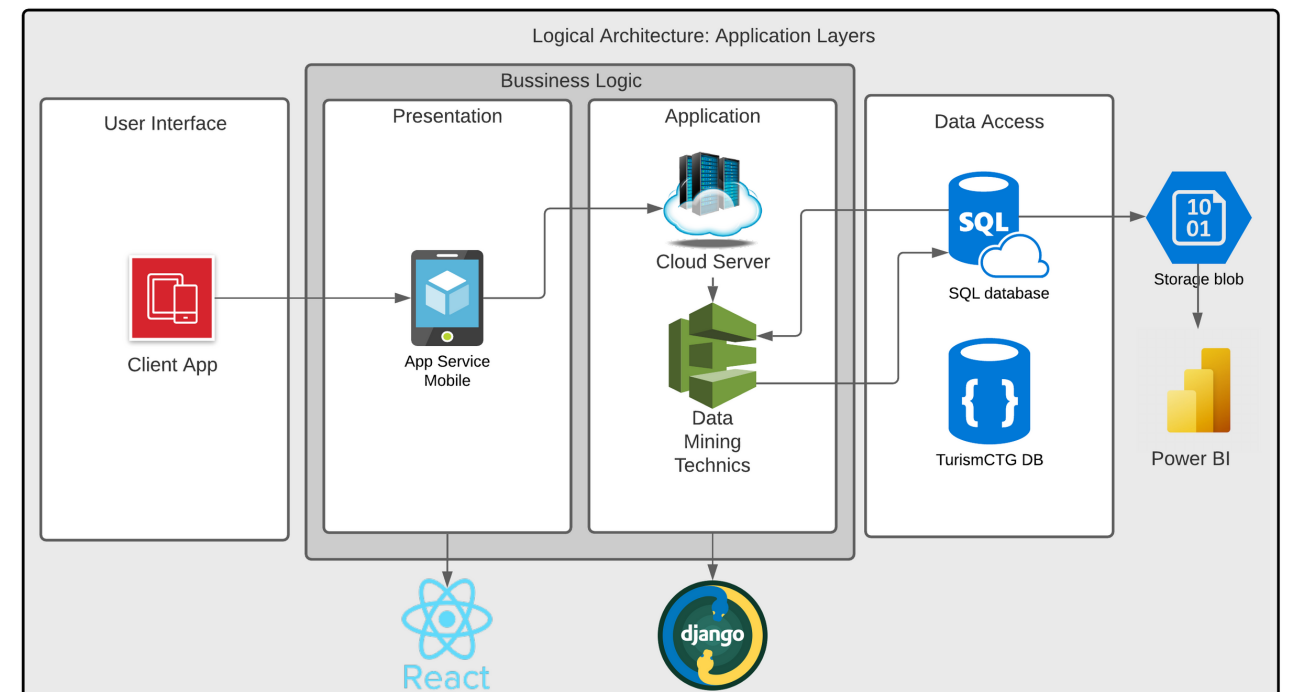 Logical Architecture: Application Layers
Bussiness Logic
User Interface
Presentation
Application
Data Access
SQL
10
01
Cloud Server
SQL database
Storage blob
Client App
App Service
Mobile
{ }
Data
Mining
Technics
TurismCTG DB
Power BI
django
React